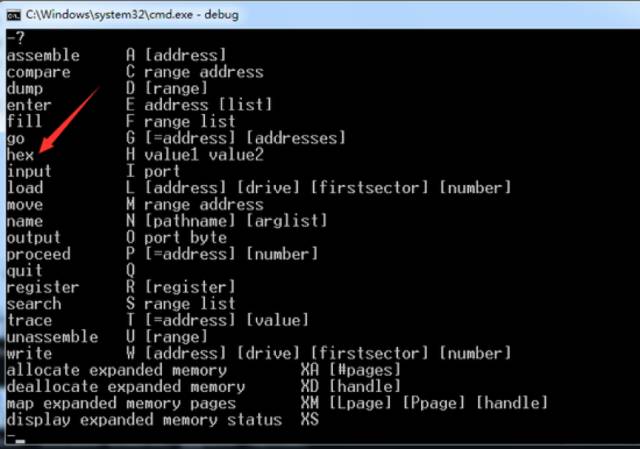 C:\Windows\system32\cmd.exe - debug
-?
assemble A [address]
compare C range address
dump D [range]
enter E address [list]
fill F range list
go G [=address] [addresses]
hex H value1 value2
input I port
load L [address] [drive] [firstsector] [number]
move M range address
name N [pathname] [arglist]
output O port byte
proceed P [=address] [number]
quit Q
register R [register]
search S range list
trace T [=address] [value]
unassemble U [range]
write W [address] [drive] [firstsector] [number]
allocate expanded memory XA [#pages]
deallocate expanded memory XD [handle]
map expanded memory pages XM [Lpage] [Ppage] [handle]
display expanded memory status XS
-_